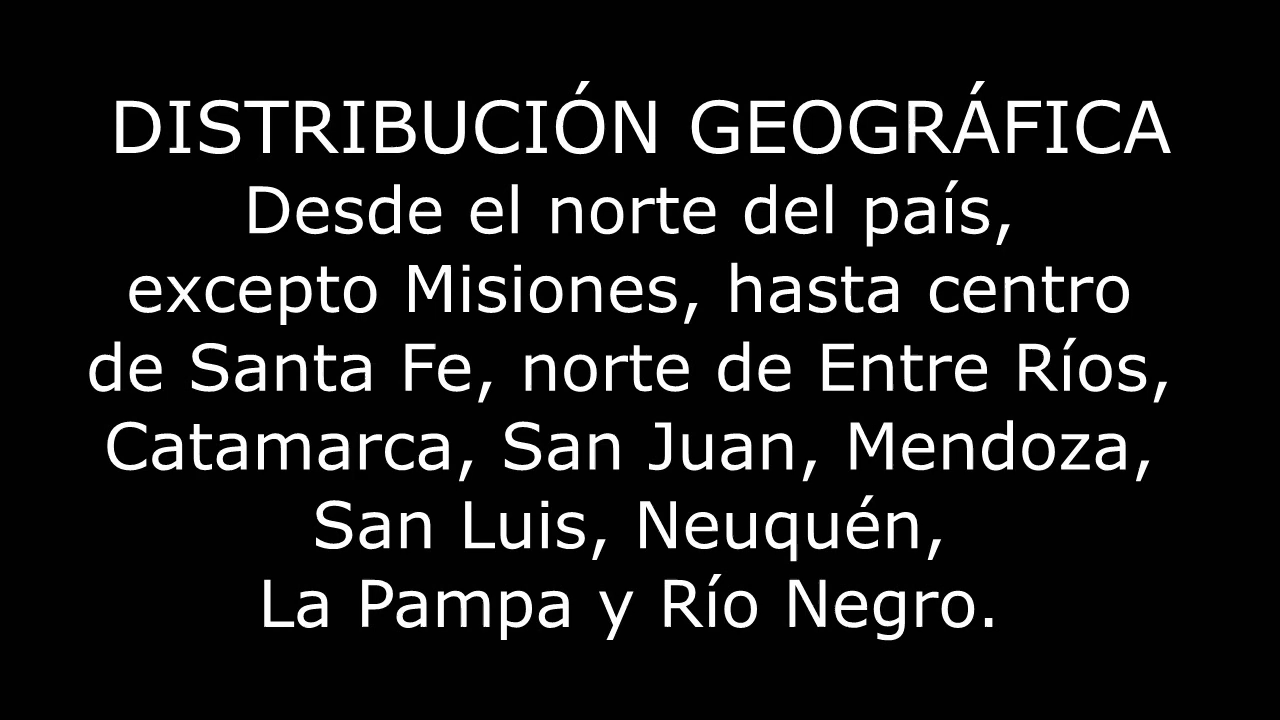 DISTRIBUCIÓN GEOGRÁFICA
Desde el norte del país,
excepto Misiones, hasta centro
de Santa Fe, norte de Entre Ríos,
Catamarca, San Juan, Mendoza,
San Luis, Neuquén,
La Pampa y Río Negro.